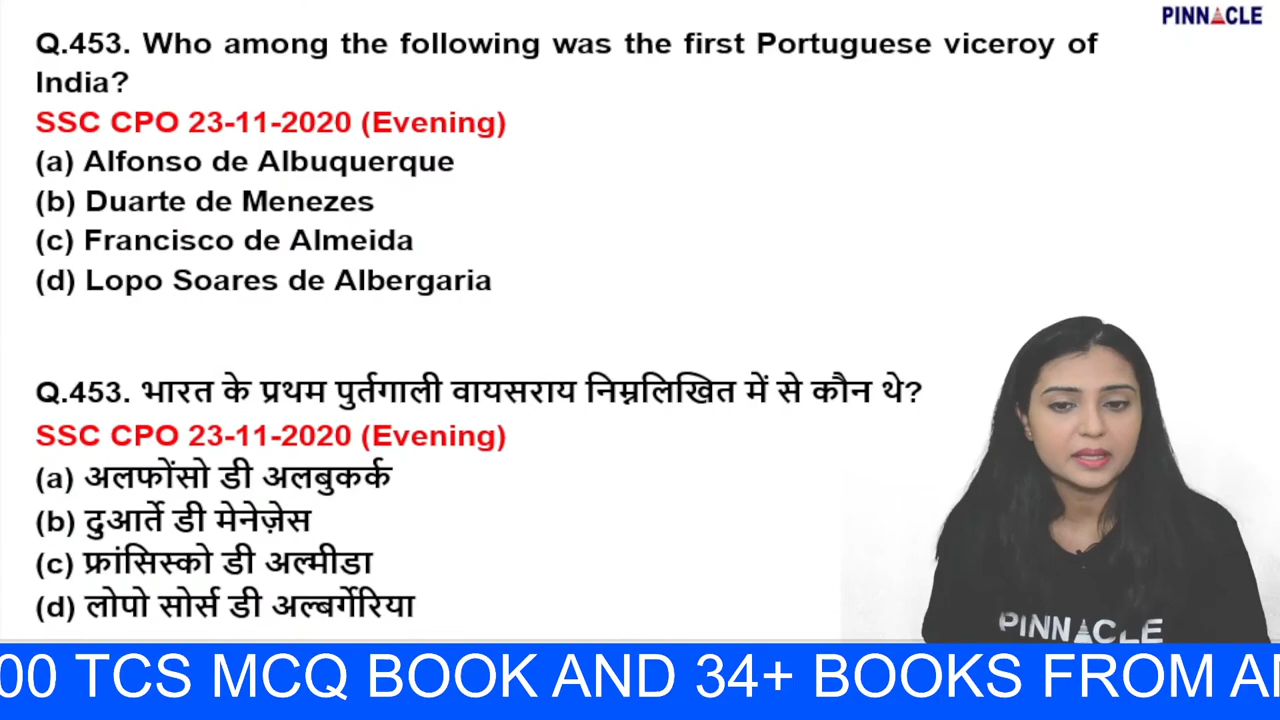 PINNACLE
Q.453. Who among the following was the first Portuguese viceroy of
India?
SSC CPO 23-11-2020 (Evening)
(a) Alfonso de Albuquerque
(b) Duarte de Menezes
(c) Francisco de Almeida
(d) Lopo Soares de Albergaria
Q.453. भारत के प्रथम पुर्तगाली वायसराय निम्नलिखित में से कौन थे?
SSC CPO 23-11-2020 (Evening)
(a) अलफोंसो डी अलबुकर्क
(b) दुआर्ते डी मेनेज़ेस
(c) फ्रांसिस्को डी अल्मीडा
(d) लोपो सोर्स डी अल्बर्गेरिया
PINNACLE
00 TCS MCQ BOOK AND 34+ BOOKS FROM A